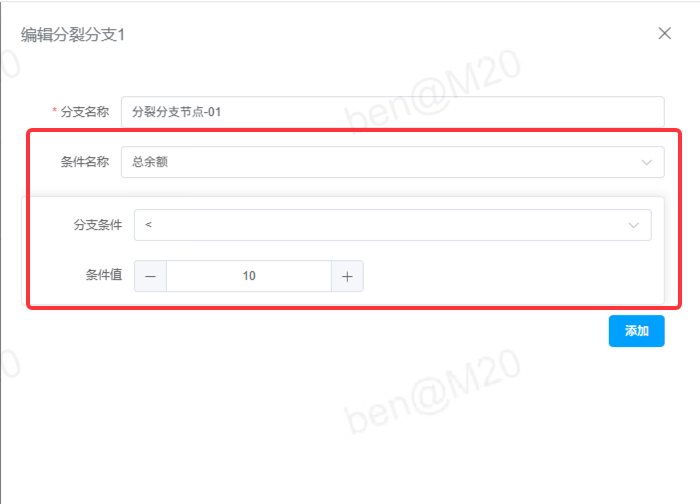 编辑分裂分支1
ben@M20
* 分支名称 分裂分支节点-01
条件名称 总余额
分支条件 <
条件值 — 10 +
添加
ben@M20